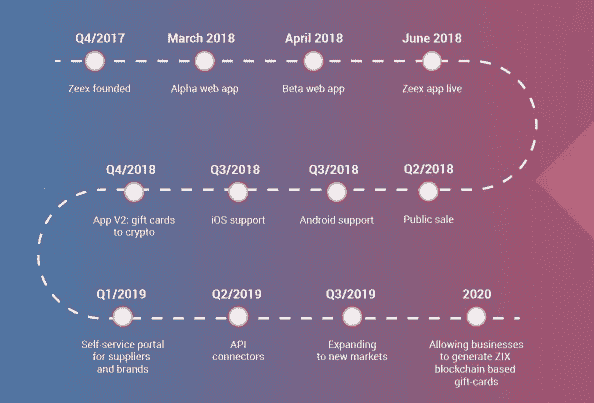 Q4/2017 March 2018 April 2018 June 2018
Zeex founded Alpha web app Beta web app Zeex app live
Q4/2018 Q3/2018 Q3/2018 Q2/2018
App V2: gift cards
to crypto
iOS support
Android support
Public sale
Q1/2019 Q2/2019 Q3/2019 2020
Self-service portal
for suppliers
and brands
API
connectors
Expanding
to new markets
Allowing businesses
to generate ZIX
blockchain based
gift-cards